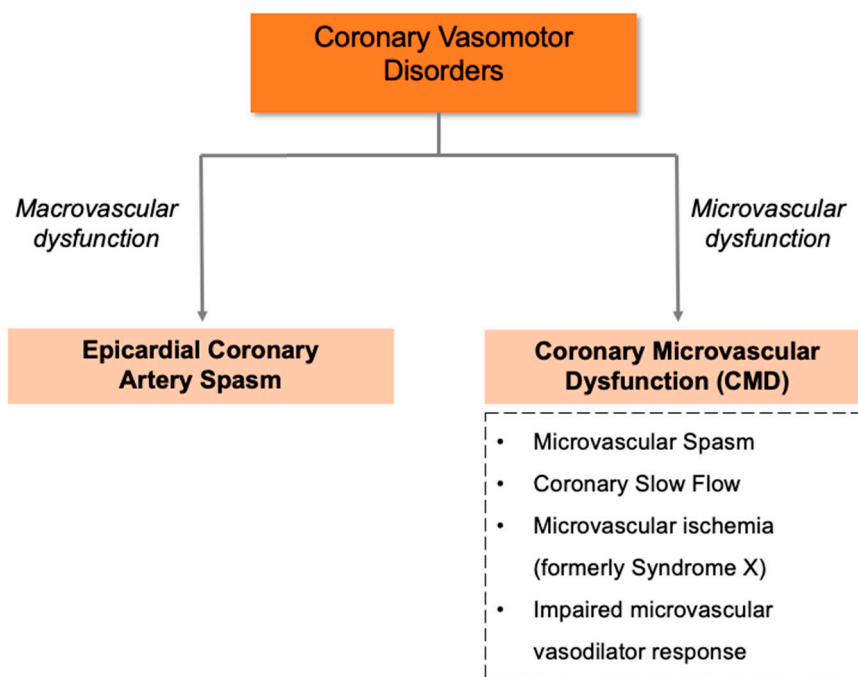 Coronary Vasomotor
Disorders
Macrovascular
dysfunction
Microvascular
dysfunction
Epicardial Coronary
Artery Spasm
Coronary Microvascular
Dysfunction (CMD)
• Microvascular Spasm
• Coronary Slow Flow
• Microvascular ischemia
(formerly Syndrome X)
• Impaired microvascular
vasodilator response